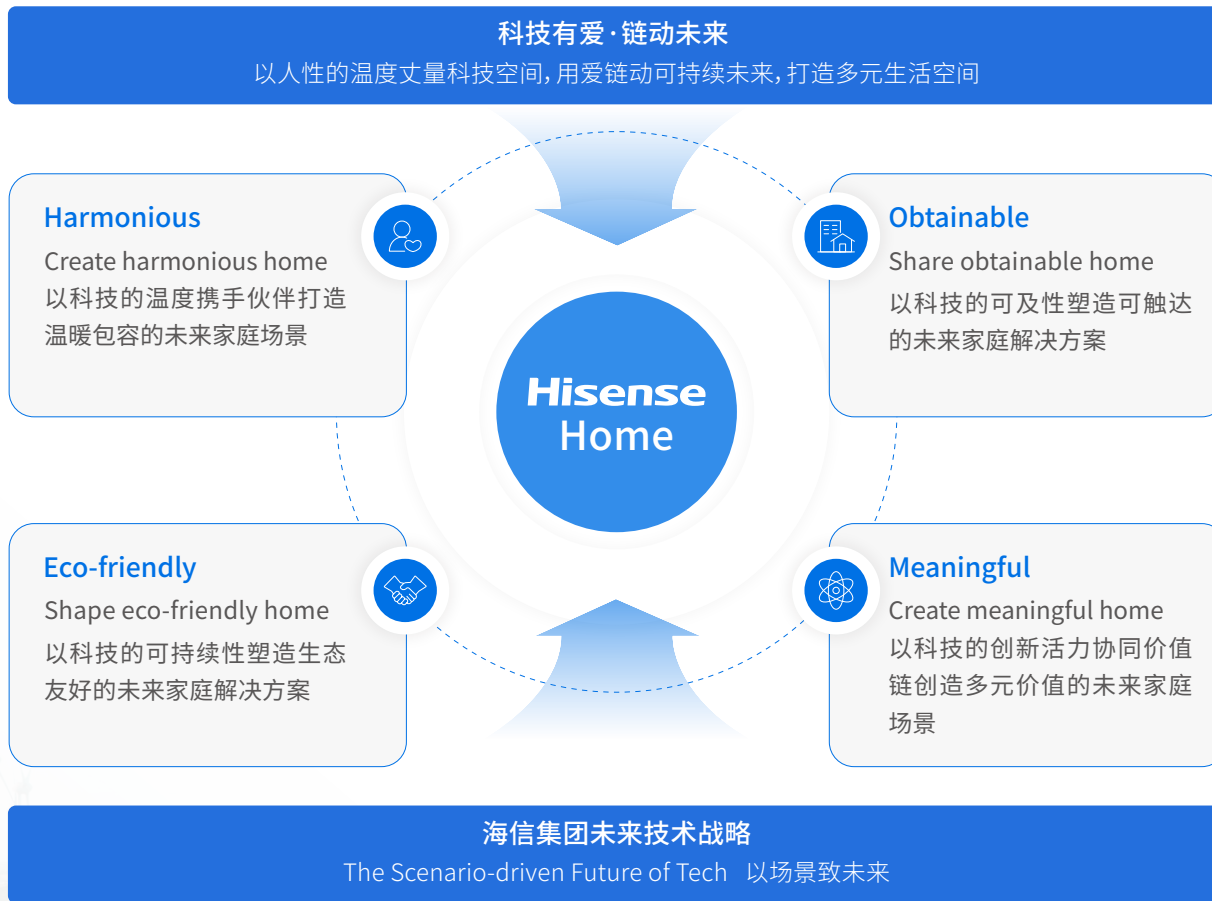 科技有爱·链动未来
以人性的温度丈量科技空间，用爱链动可持续未来，打造多元生活空间
Harmonious
Create harmonious home
以科技的温度携手伙伴打造
温暖包容的未来家庭场景
Obtainable
Share obtainable home
以科技的可及性塑造可触达
的未来家庭解决方案
Hisense
Home
Eco-friendly
Shape eco-friendly home
以科技的可持续性塑造生态
友好的未来家庭解决方案
Meaningful
Create meaningful home
以科技的创新活力协同价值
链创造多元价值的未来家庭
场景
海信集团未来技术战略
The Scenario-driven Future of Tech 以场景致未来